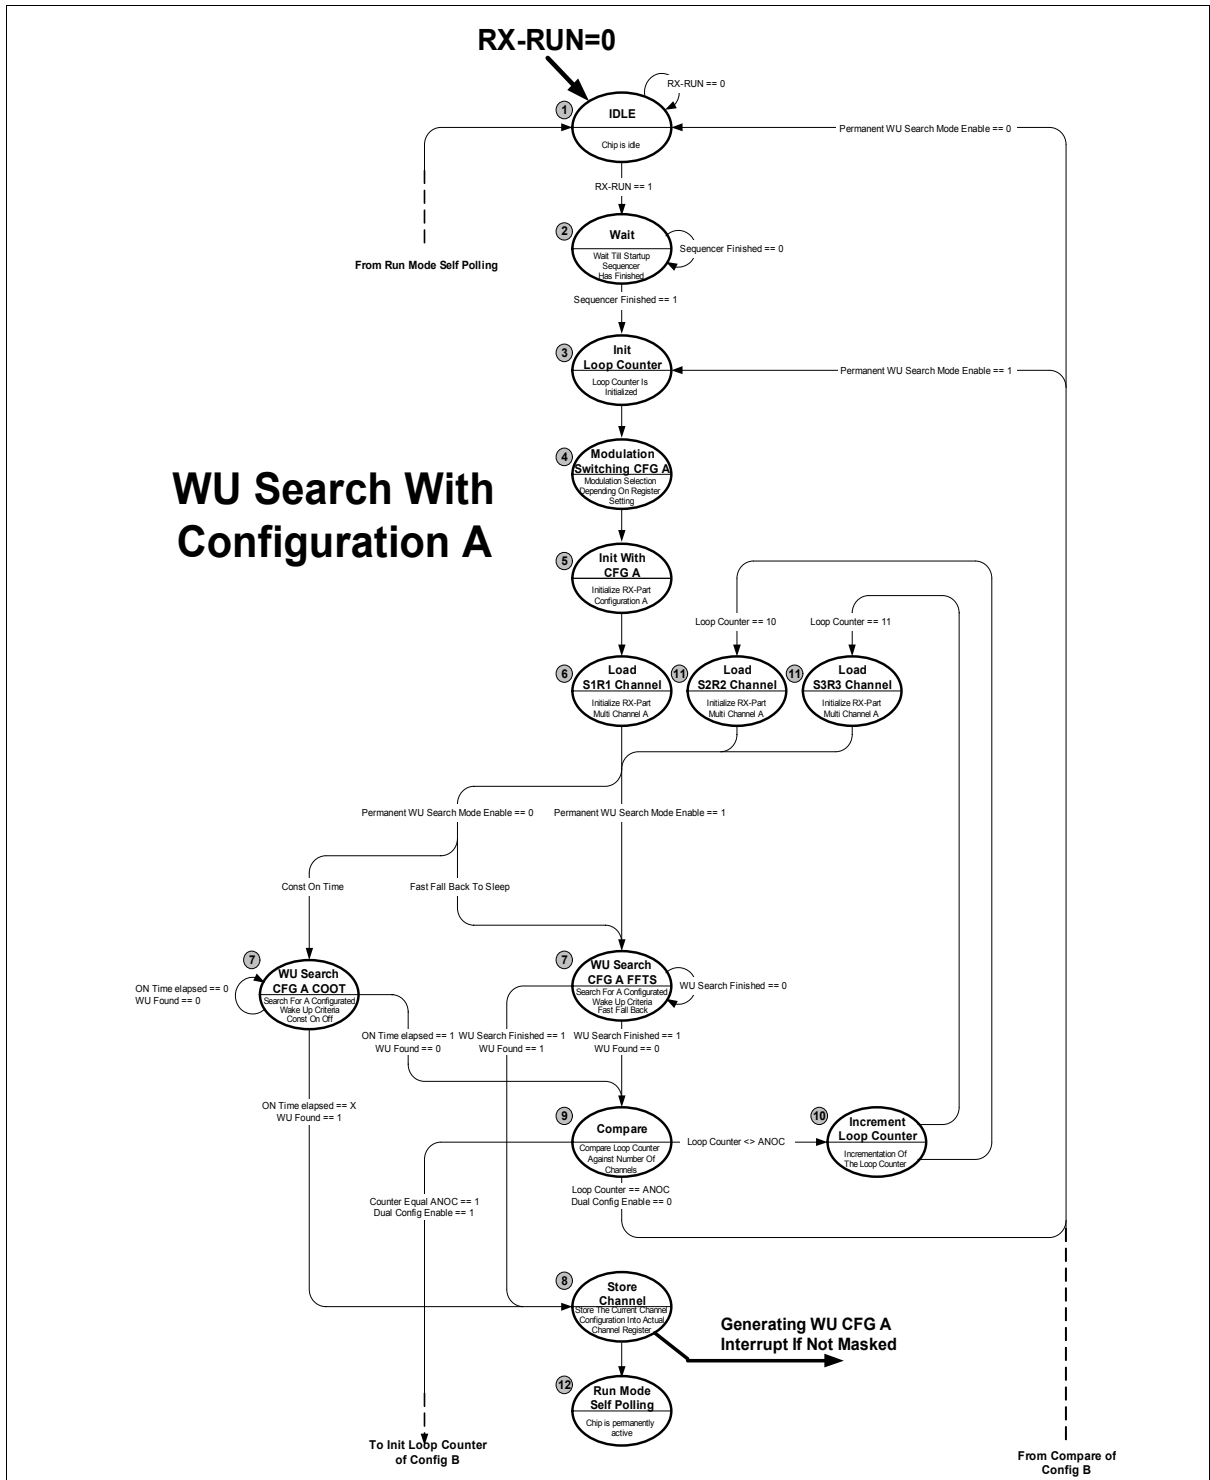 RX-RUN=0
RX-RUN == 0
1
IDLE
Chip is idle
Permanent WU Search Mode Enable == 0
RX-RUN == 1
2
Wait
Wait Till Startup
Sequencer
Has Finished
Sequencer Finished == 0
From Run Mode Self Polling
Sequencer Finished == 1
3
Init
Loop Counter
Loop Counter Is
Initialized
Permanent WU Search Mode Enable == 1
WU Search With
Configuration A
4
Modulation
Switching CFG A
Modulation Selection
Depending On Register
Setting
5
Init With
CFG A
Initialize RX-Part
Configuration A
Loop Counter == 10
Loop Counter == 11
6
Load
S1R1 Channel
Initialize RX-Part
Multi Channel A
11
Load
S2R2 Channel
Initialize RX-Part
Multi Channel A
11
Load
S3R3 Channel
Initialize RX-Part
Multi Channel A
Permanent WU Search Mode Enable == 0
Permanent WU Search Mode Enable == 1
Const On Time
Fast Fall Back To Sleep
7
WU Search
CFG A COOT
Search For A Configurated
Wake Up Criteria
Const On Off
ON Time elapsed == 0
WU Found == 0
7
WU Search
CFG A FFTS
Search For A Configurated
Wake Up Criteria
Fast Fall Back
WU Search Finished == 0
ON Time elapsed == 1
WU Found == 0
WU Search Finished == 1
WU Found == 1
WU Search Finished == 1
WU Found == 0
ON Time elapsed == X
WU Found == 1
9
Compare
Compare Loop Counter
Against Number Of
Channels
Loop Counter <> ANOC
10
Increment
Loop Counter
Incrementation Of
The Loop Counter
Counter Equal ANOC == 1
Dual Config Enable == 1
Loop Counter == ANOC
Dual Config Enable == 0
8
Store
Channel
Store The Current Channel
Configuration Into Actual
Channel Register
Generating WU CFG A
Interrupt If Not Masked
12
Run Mode
Self Polling
Chip is permanently
active
To Init Loop Counter
of Config B
From Compare of
Config B